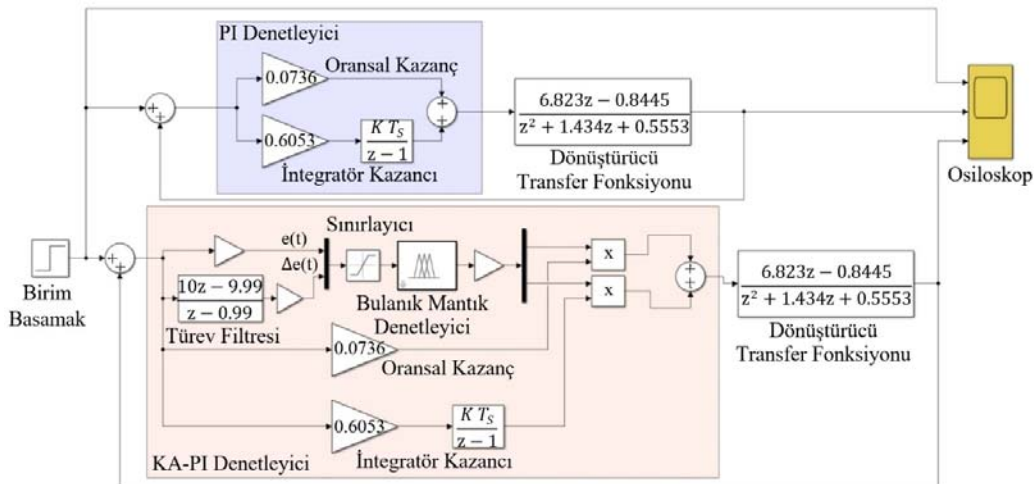 PI Denetleyici
0.0736
Oransal Kazanç
+
+
0.6053
K T_S
z − 1
İntegratör Kazancı
+
+
6.823z − 0.8445
z² + 1.434z + 0.5553
Dönüştürücü
Transfer Fonksiyonu
Osiloskop
Birim
Basamak
+
+
e(t)
Δe(t)
Sınırlayıcı
10z − 9.99
z − 0.99
Türev Filtresi
Bulanık Mantık
Denetleyici
x
x
+
+
0.0736
Oransal Kazanç
0.6053
K T_S
z − 1
İntegratör Kazancı
KA-PI Denetleyici
6.823z − 0.8445
z² + 1.434z + 0.5553
Dönüştürücü
Transfer Fonksiyonu